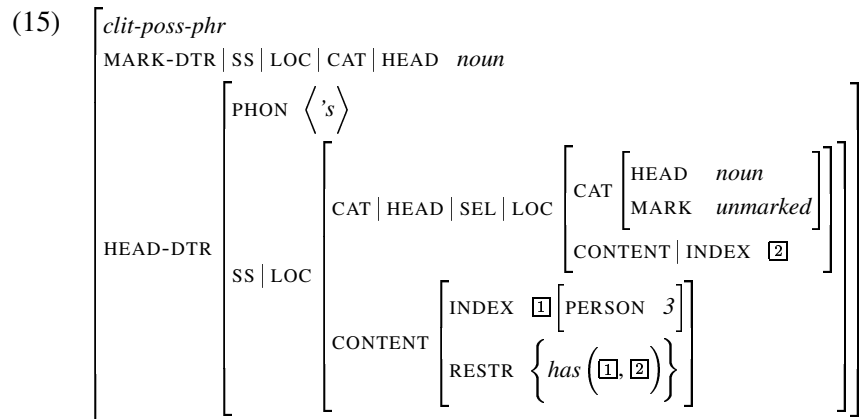 (15)
clit-poss-phr
MARK-DTR | SS | LOC | CAT | HEAD noun
PHON ⟨'s⟩
HEAD-DTR
SS | LOC
CAT | HEAD | SEL | LOC
CAT
HEAD noun
MARK unmarked
CONTENT | INDEX 2
CONTENT
INDEX 1 [PERSON 3]
RESTR {has (1, 2)}